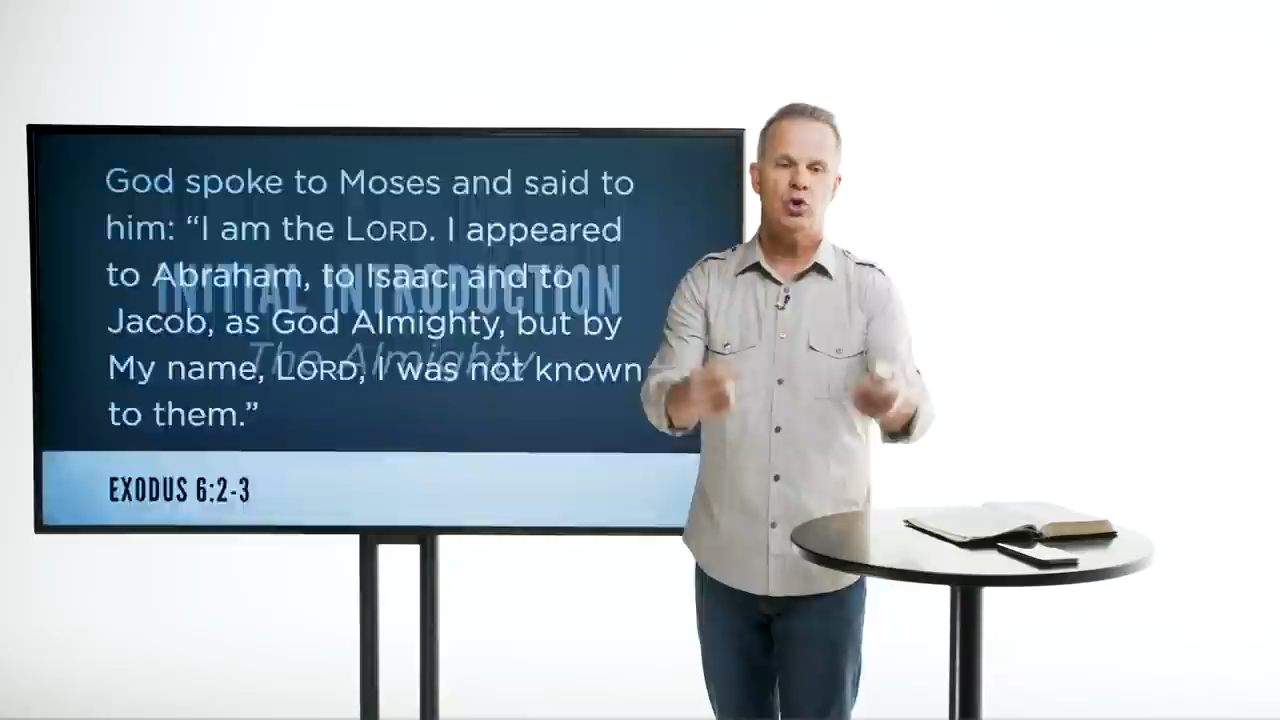 God spoke to Moses and said to
him: “I am the LORD. I appeared
to Abraham, to Isaac, and to
INITIAL INTRODUCTION
Jacob, as God Almighty, but by
The Almighty
My name, LORD, I was not known
to them.”
EXODUS 6:2-3